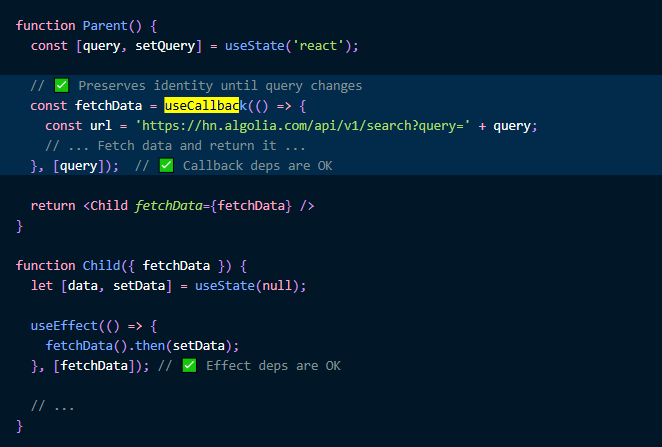 function Parent() {
  const [query, setQuery] = useState('react');

  // ✅ Preserves identity until query changes
  const fetchData = useCallback(() => {
    const url = 'https://hn.algolia.com/api/v1/search?query=' + query;
    // ... Fetch data and return it ...
  }, [query]);  // ✅ Callback deps are OK

  return <Child fetchData={fetchData} />
}

function Child({ fetchData }) {
  let [data, setData] = useState(null);

  useEffect(() => {
    fetchData().then(setData);
  }, [fetchData]); // ✅ Effect deps are OK

  // ...
}